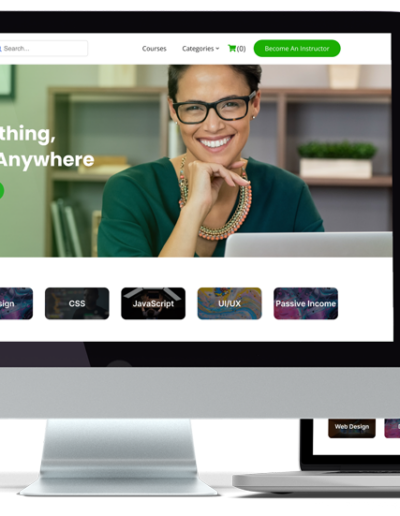 Search...
Courses
Categories
(0)
Become An Instructor
thing,
Anywhere
sign
CSS
JavaScript
UI/UX
Passive Income
Web Design